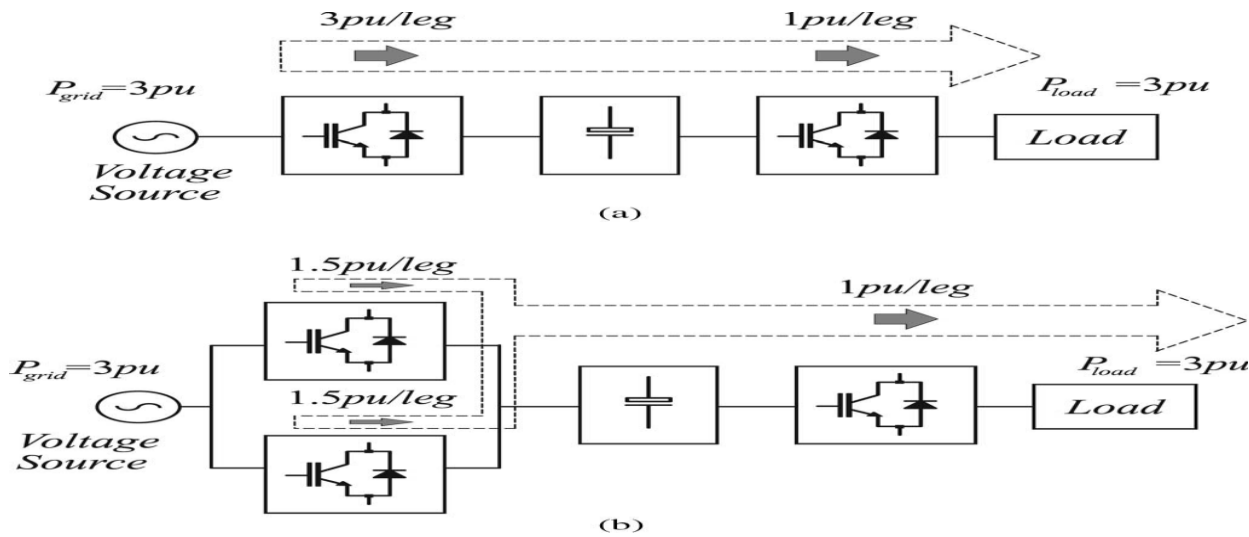 3pu/leg
1pu/leg
P_grid=3pu
P_load =3pu
Load
Voltage
Source
(a)
1.5pu/leg
1pu/leg
P_grid=3pu
P_load =3pu
1.5pu/leg
Load
Voltage
Source
(b)